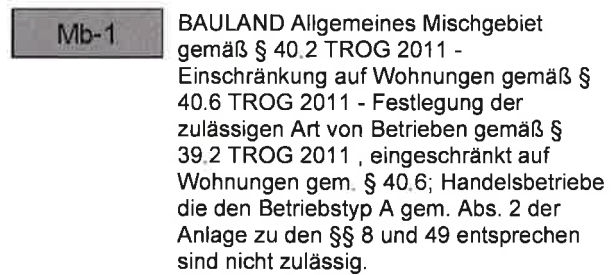 Mb-1
BAULAND Allgemeines Mischgebiet
gemäß § 40.2 TROG 2011 -
Einschränkung auf Wohnungen gemäß §
40.6 TROG 2011 - Festlegung der
zulässigen Art von Betrieben gemäß §
39.2 TROG 2011 , eingeschränkt auf
Wohnungen gem. § 40.6; Handelsbetriebe
die den Betriebstyp A gem. Abs. 2 der
Anlage zu den §§ 8 und 49 entsprechen
sind nicht zulässig.